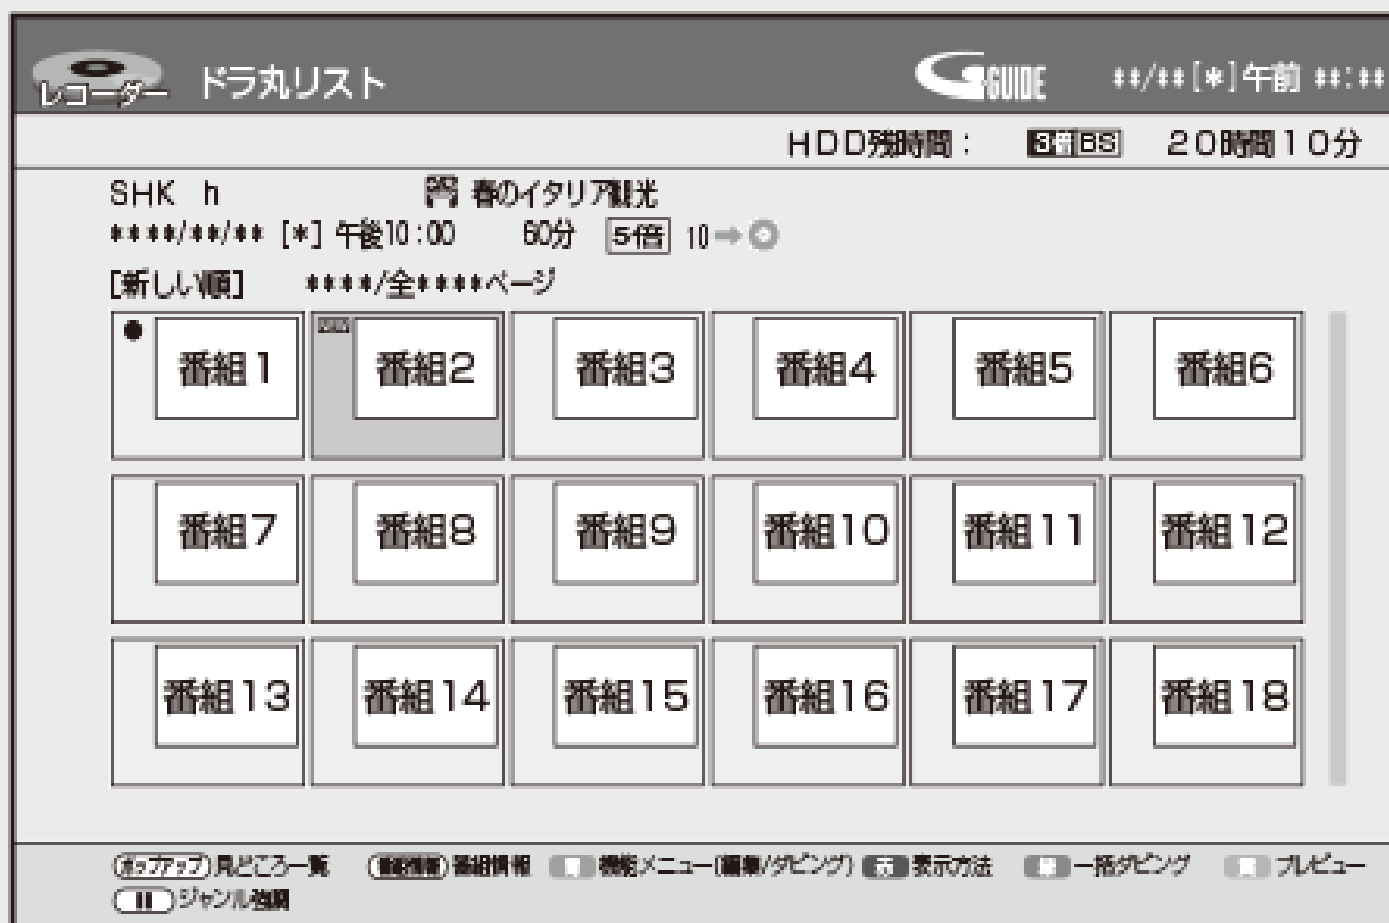 レコーダー ドラ丸リスト G-GUIDE **/**[*]午前 **:**
HDD残時間: 3倍 BS 20時間10分
SHK h 春のイタリア観光
****/**/** [*] 午後10:00 60分 5倍 10➡
[新しい順] ****/全****ページ
番組1 番組2 番組3 番組4 番組5 番組6
番組7 番組8 番組9 番組10 番組11 番組12
番組13 番組14 番組15 番組16 番組17 番組18
ポップアップ 見どころ一覧 番組情報 番組情報 機能メニュー(編集/ダビング) 赤 表示方法 一括ダビング プレビュー
ジャンル強調